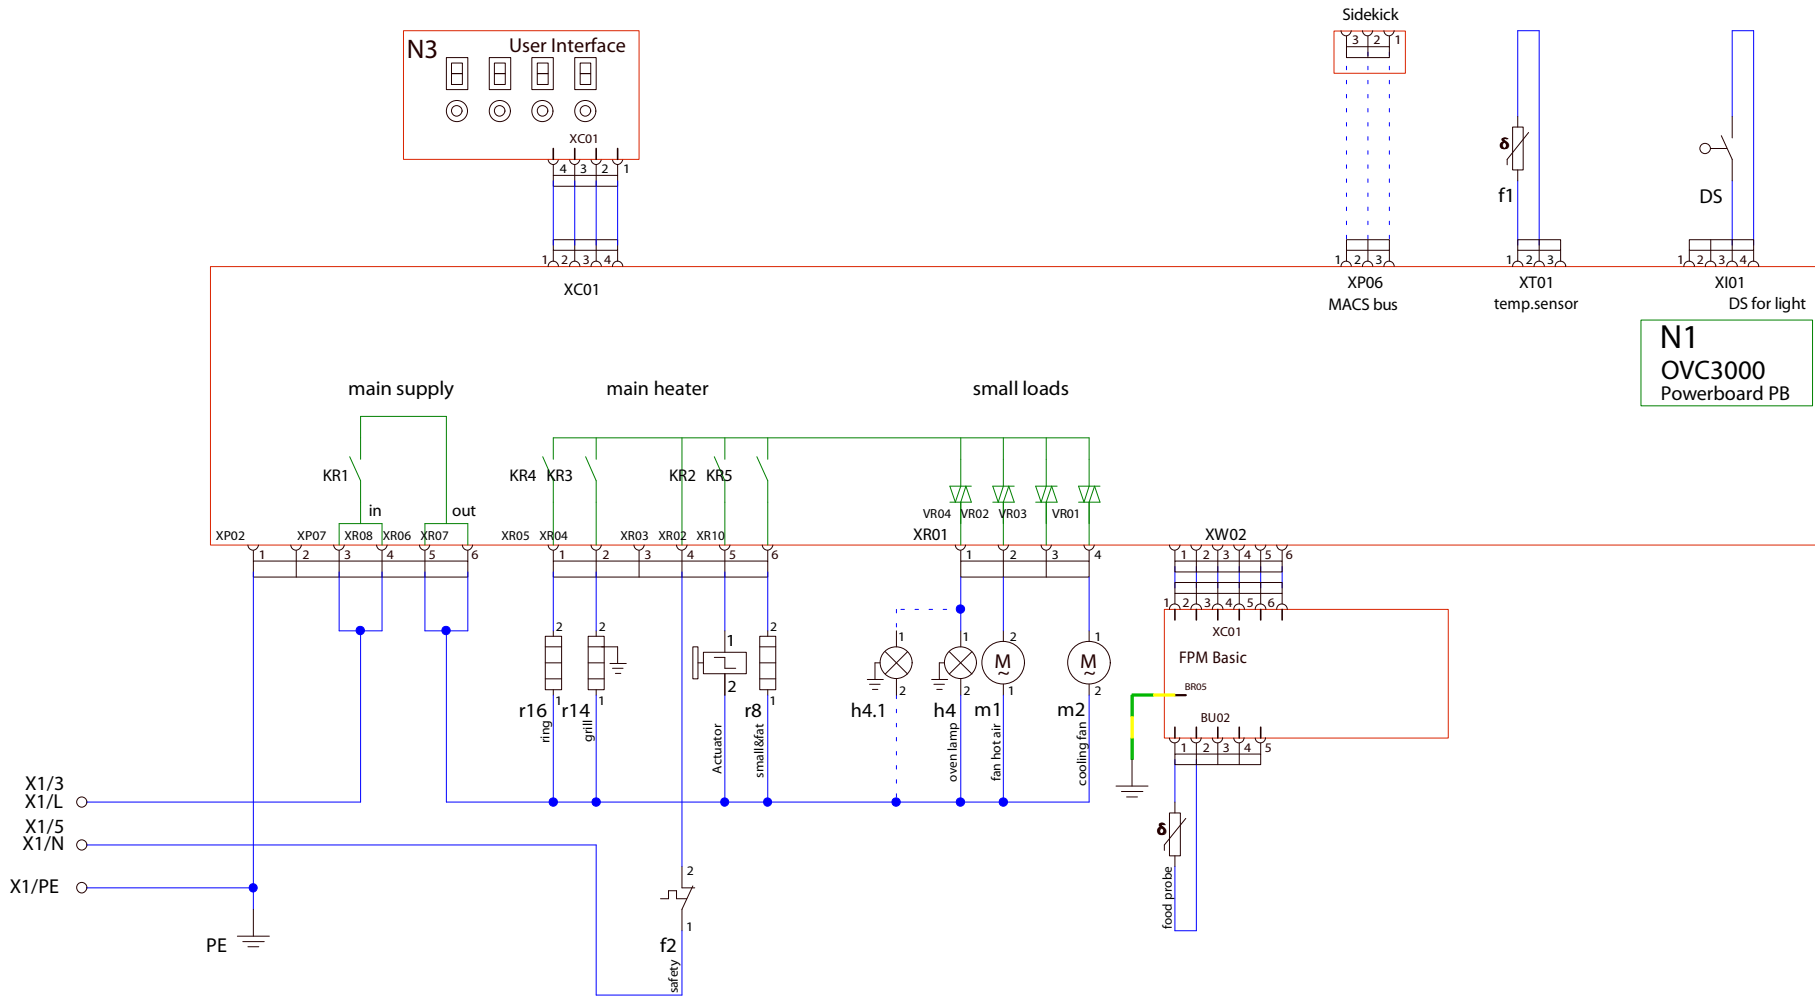 Sidekick
3 2 1
N3 User Interface
XC01
4 3 2 1
δ
f1
DS
1 2 3 4
1 2 3
1 2 3
1 2 3 4
XC01
XP06
XT01
XI01
MACS bus
temp.sensor
DS for light
N1
OVC3000
Powerboard PB
main supply
main heater
small loads
KR1
KR4 KR3
KR2 KR5
in
out
VR04 VR02 VR03 VR01
XP02 XP07 XR08 XR06 XR07
XR05 XR04 XR03 XR02 XR10
XR01
XW02
1 2 3 4 5 6
1 2 3 4 5 6
1 2 3 4
1 2 3 4 5 6
1 2 3 4 5 6
XC01
FPM Basic
BR05
BU02
1 2 3 4 5
2 2 1 2 1 1 2 1
M
~
M
~
1 1 2 1 2 2 1 2
r16 r14 r8 h4.1 h4 m1 m2
ring
grill
Actuator
small&fat
oven lamp
fan hot air
cooling fan
X1/3
X1/L
X1/5
X1/N
X1/PE
PE
2
1
f2
safety
δ
food probe